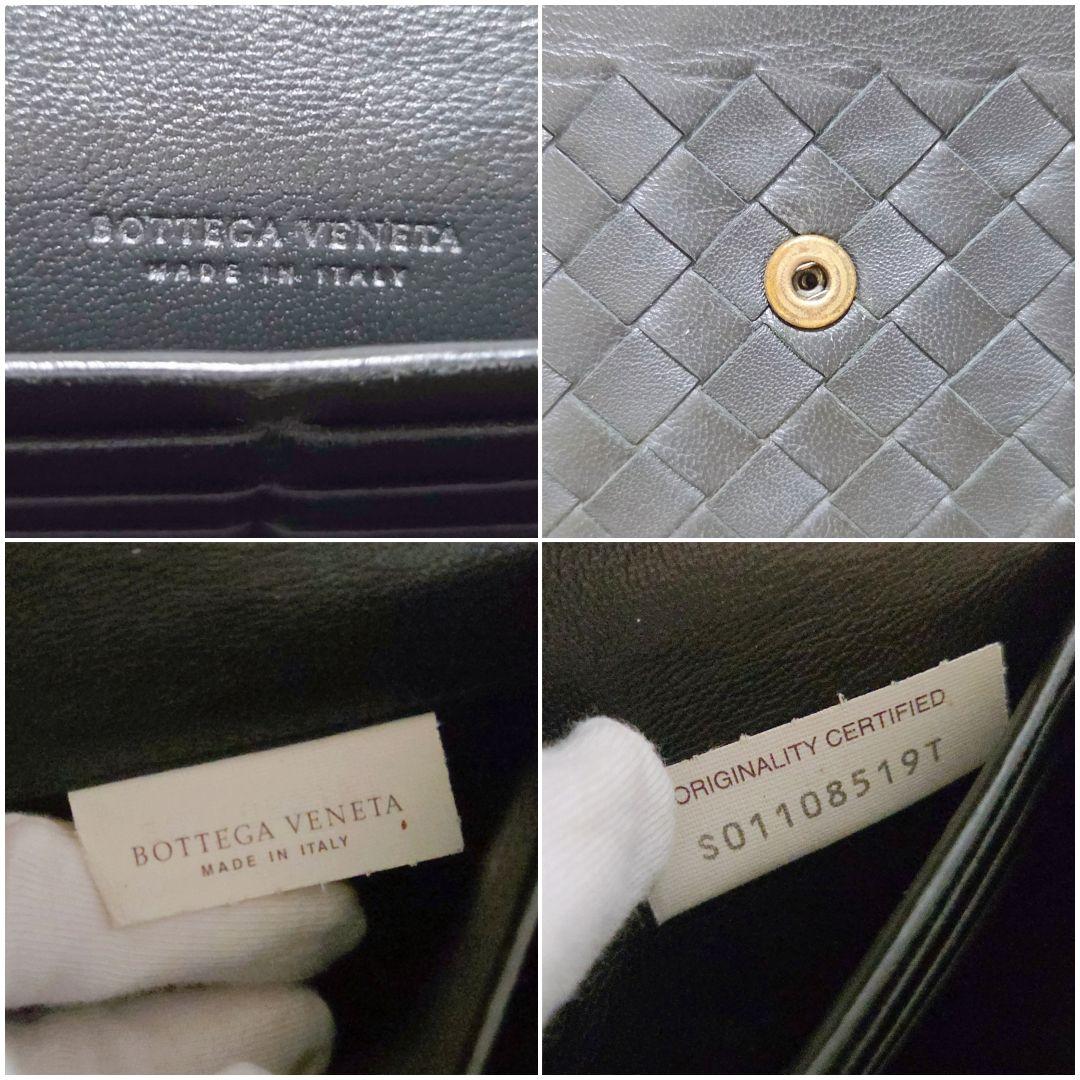 BOTTEGA VENETA
MADE IN ITALY
BOTTEGA VENETA
MADE IN ITALY
ORIGINALITY CERTIFIED
S01108519T